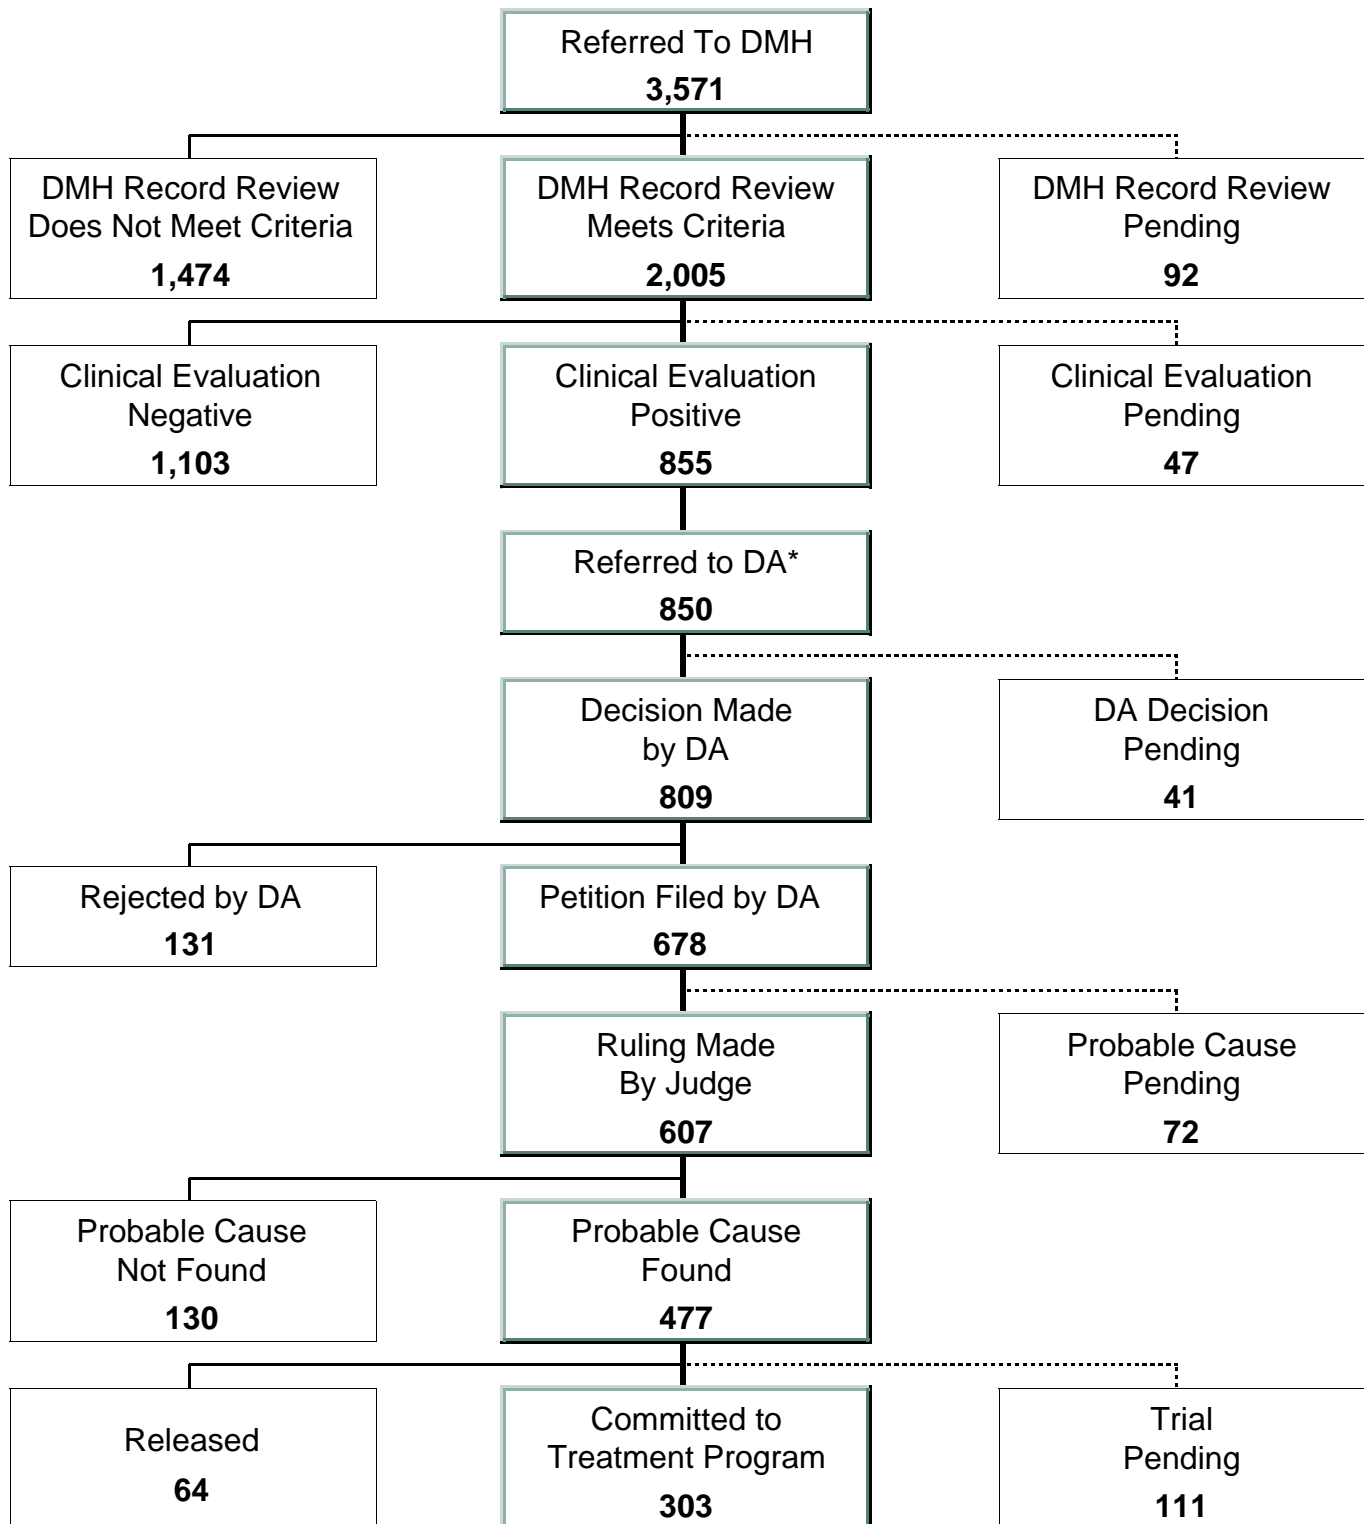 Referred To DMH
3,571
DMH Record Review
Does Not Meet Criteria
1,474
DMH Record Review
Meets Criteria
2,005
DMH Record Review
Pending
92
Clinical Evaluation
Negative
1,103
Clinical Evaluation
Positive
855
Clinical Evaluation
Pending
47
Referred to DA*
850
Decision Made
by DA
809
DA Decision
Pending
41
Rejected by DA
131
Petition Filed by DA
678
Ruling Made
By Judge
607
Probable Cause
Pending
72
Probable Cause
Not Found
130
Probable Cause
Found
477
Released
64
Committed to
Treatment Program
303
Trial
Pending
111